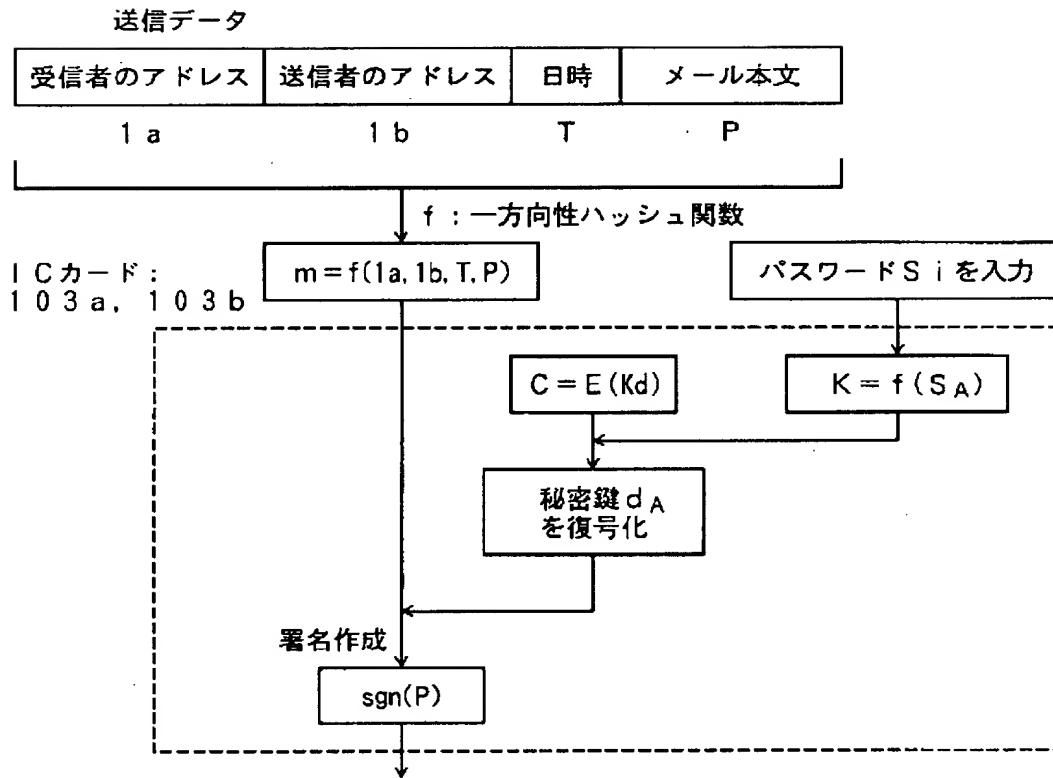 送信データ
受信者のアドレス 送信者のアドレス 日時 メール本文
1a 1b T P
f:一方向性ハッシュ関数
ICカード:
103a, 103b
m=f(1a,1b,T,P)
パスワードSiを入力
C=E(Kd)
K=f(SA)
秘密鍵dA
を復号化
署名作成
sgn(P)